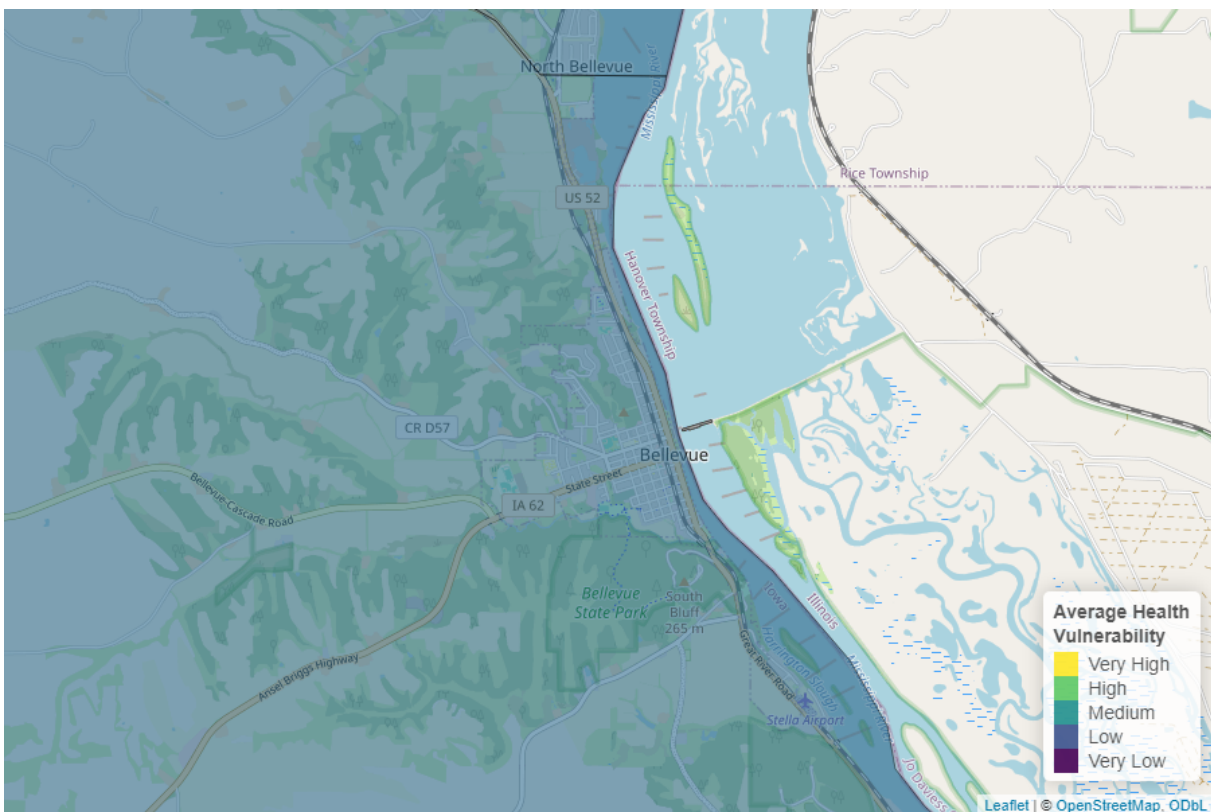 North Bellevue
Mississippi River
Rice Township
US 52
Hanover Township
CR D57
Bellevue
State Street
Bellevue-Cascade Road
IA 62
Bellevue
State Park
South
Bluff
265 m
Iowa
Illinois
Ansel Briggs Highway
Great River Road
Harrington Slough
Mississippi River
Stella Airport
Jo Daviess
Average Health
Vulnerability
Very High
High
Medium
Low
Very Low
Leaflet | © OpenStreetMap, ODbL